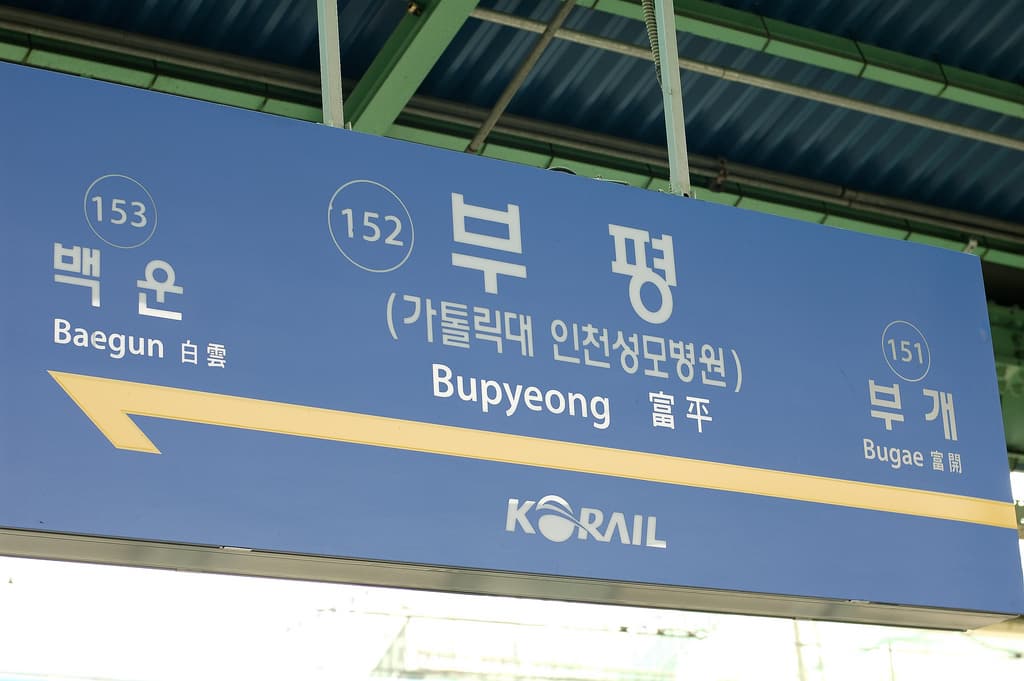 153
백운
Baegun 白雲
152 부평
(가톨릭대 인천성모병원)
Bupyeong 富平
151
부개
Bugae 富開
KORAIL